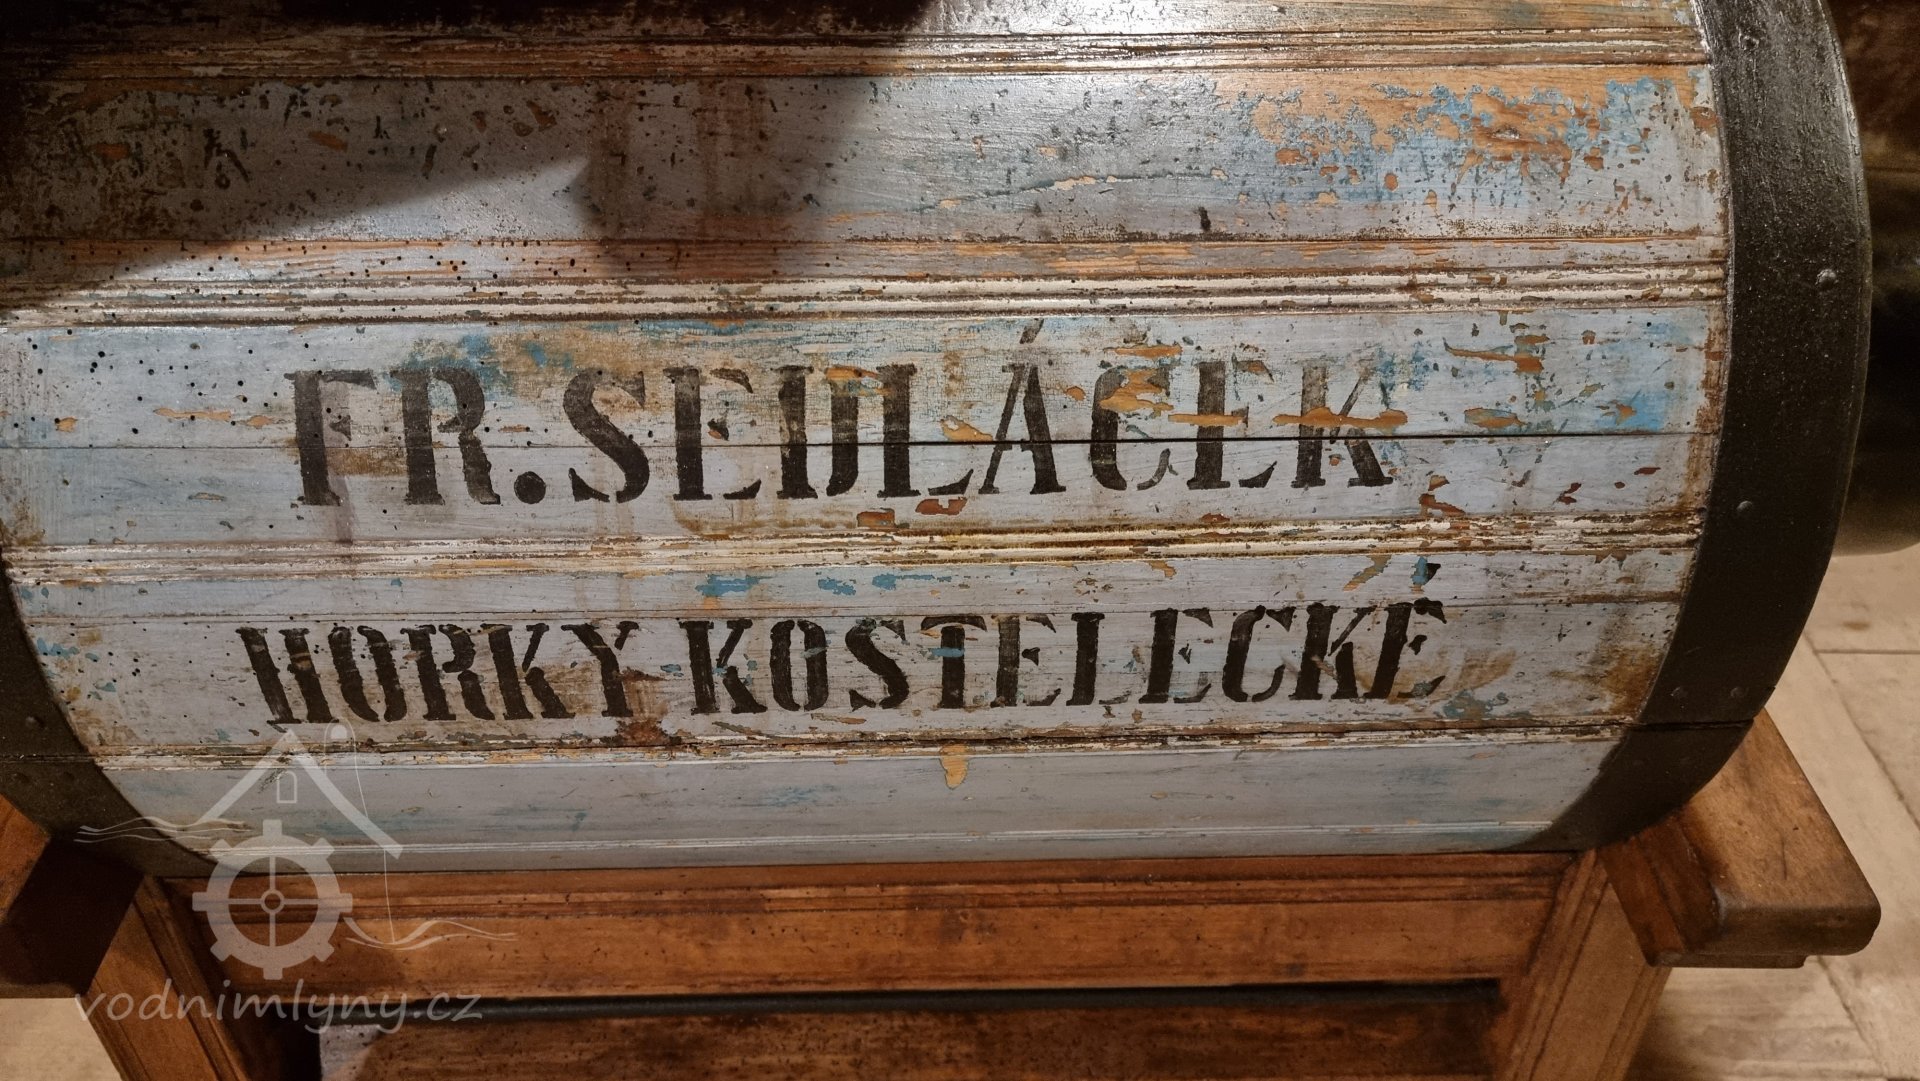 FR. SEDLÁČEK
HORKY KOSTELECKÉ
vodnimlyny.cz